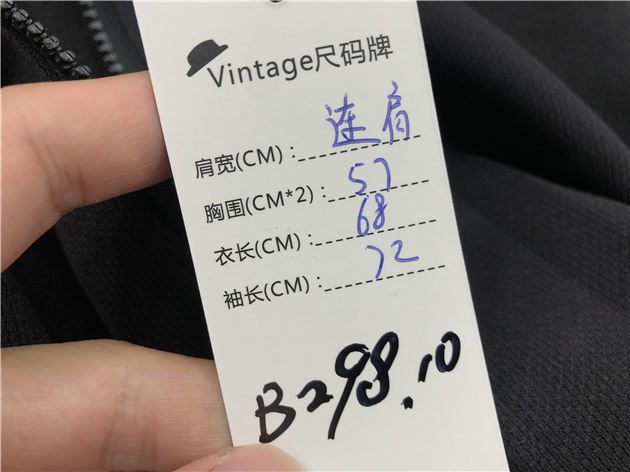 Vintage尺码牌
肩宽(CM)：连肩
胸围(CM*2)：57
衣长(CM)：68
袖长(CM)：72
B298.10